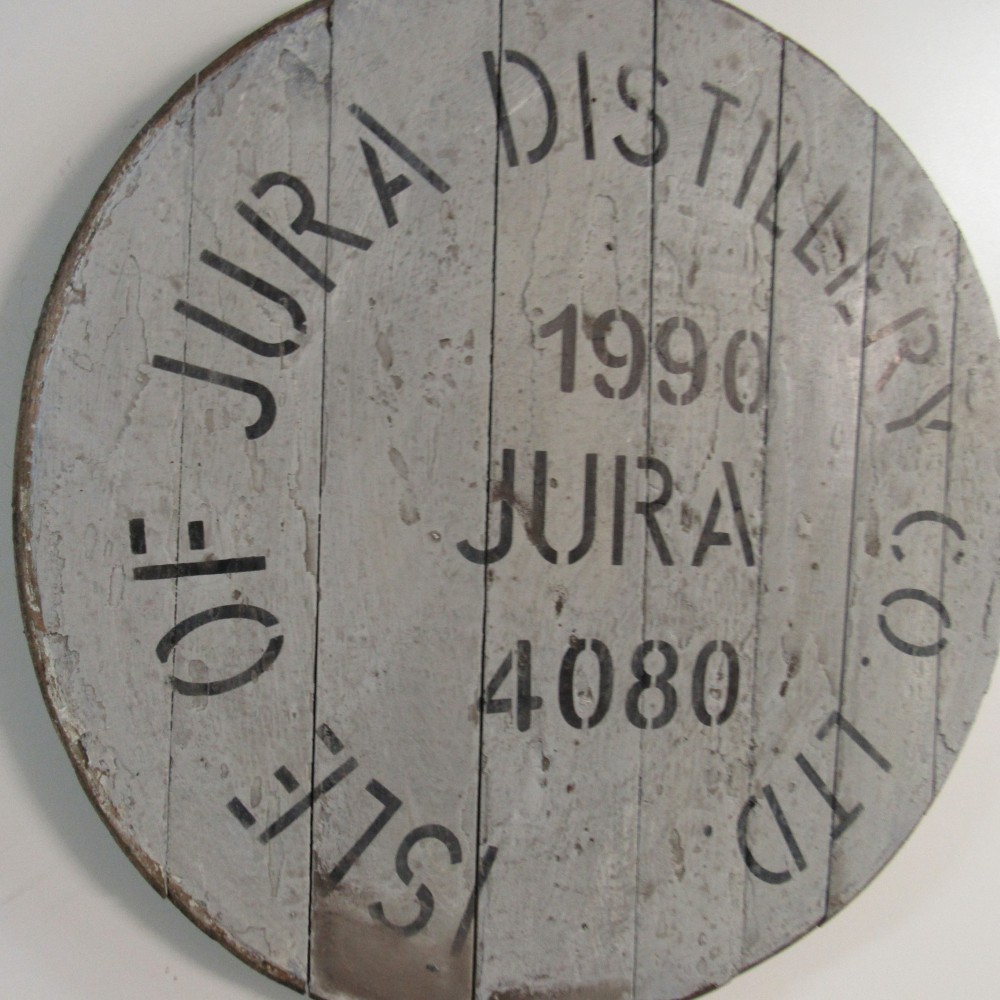 ISLE OF JURA DISTILLERY CO LTD
1990
JURA
4080